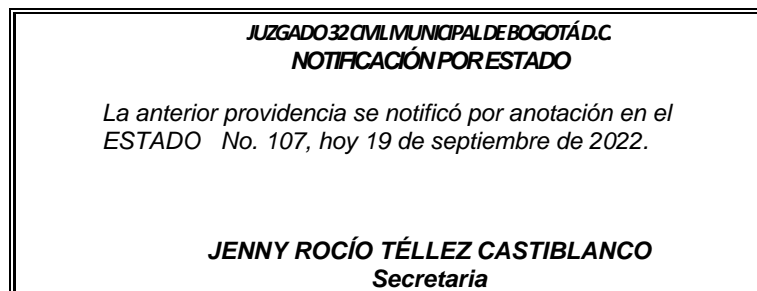 JUZGADO 32 CIVIL MUNICIPAL DE BOGOTÁ D.C.
NOTIFICACIÓN POR ESTADO
La anterior providencia se notificó por anotación en el
ESTADO No. 107, hoy 19 de septiembre de 2022.
JENNY ROCÍO TÉLLEZ CASTIBLANCO
Secretaria